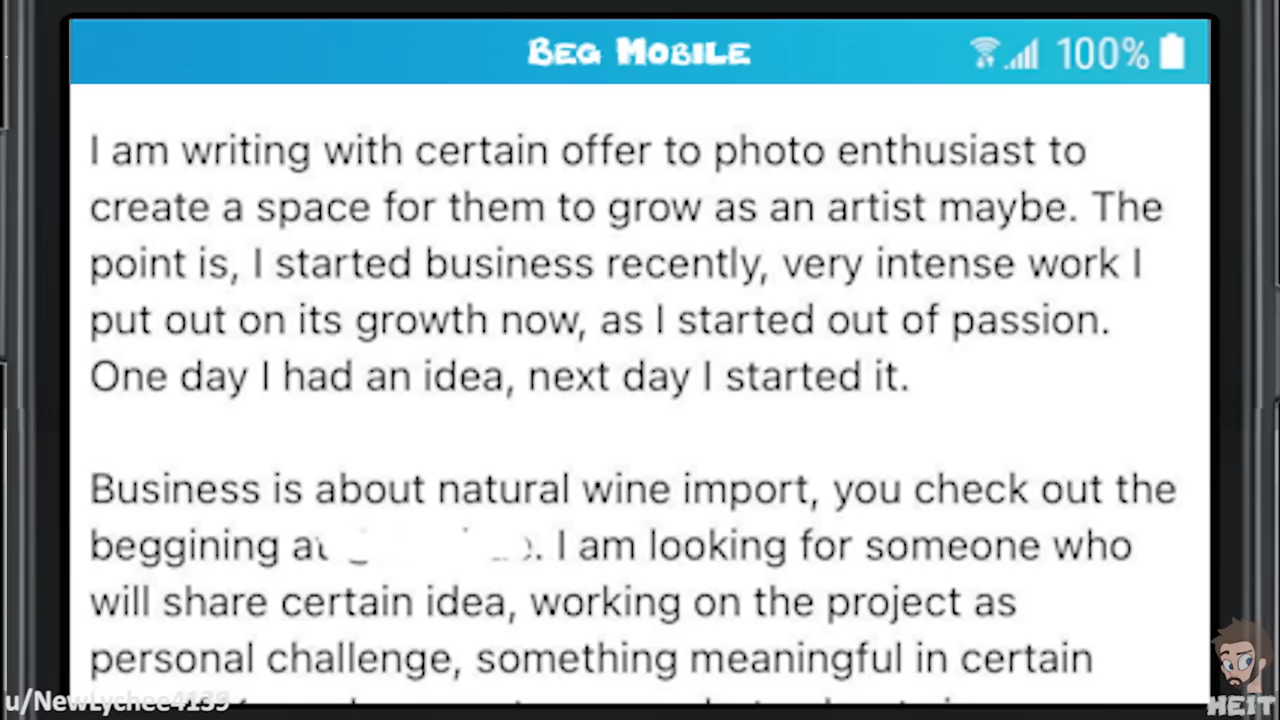 Beg Mobile
100%
I am writing with certain offer to photo enthusiast to
create a space for them to grow as an artist maybe. The
point is, I started business recently, very intense work I
put out on its growth now, as I started out of passion.
One day I had an idea, next day I started it.
Business is about natural wine import, you check out the
beggining at . I am looking for someone who
will share certain idea, working on the project as
personal challenge, something meaningful in certain
u/NewLychee4139
HEIT